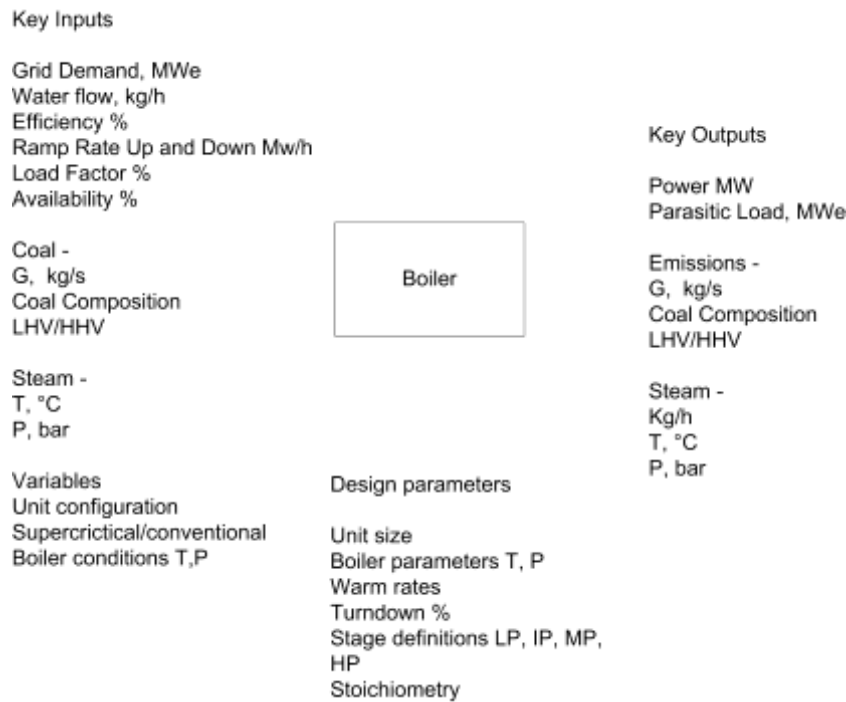 Key Inputs
Grid Demand, MWe
Water flow, kg/h
Efficiency %
Ramp Rate Up and Down Mw/h
Load Factor %
Availability %
Coal -
G, kg/s
Coal Composition
LHV/HHV
Steam -
T, °C
P, bar
Variables
Unit configuration
Supercrictical/conventional
Boiler conditions T,P
Boiler
Design parameters
Unit size
Boiler parameters T, P
Warm rates
Turndown %
Stage definitions LP, IP, MP,
HP
Stoichiometry
Key Outputs
Power MW
Parasitic Load, MWe
Emissions -
G, kg/s
Coal Composition
LHV/HHV
Steam -
Kg/h
T, °C
P, bar